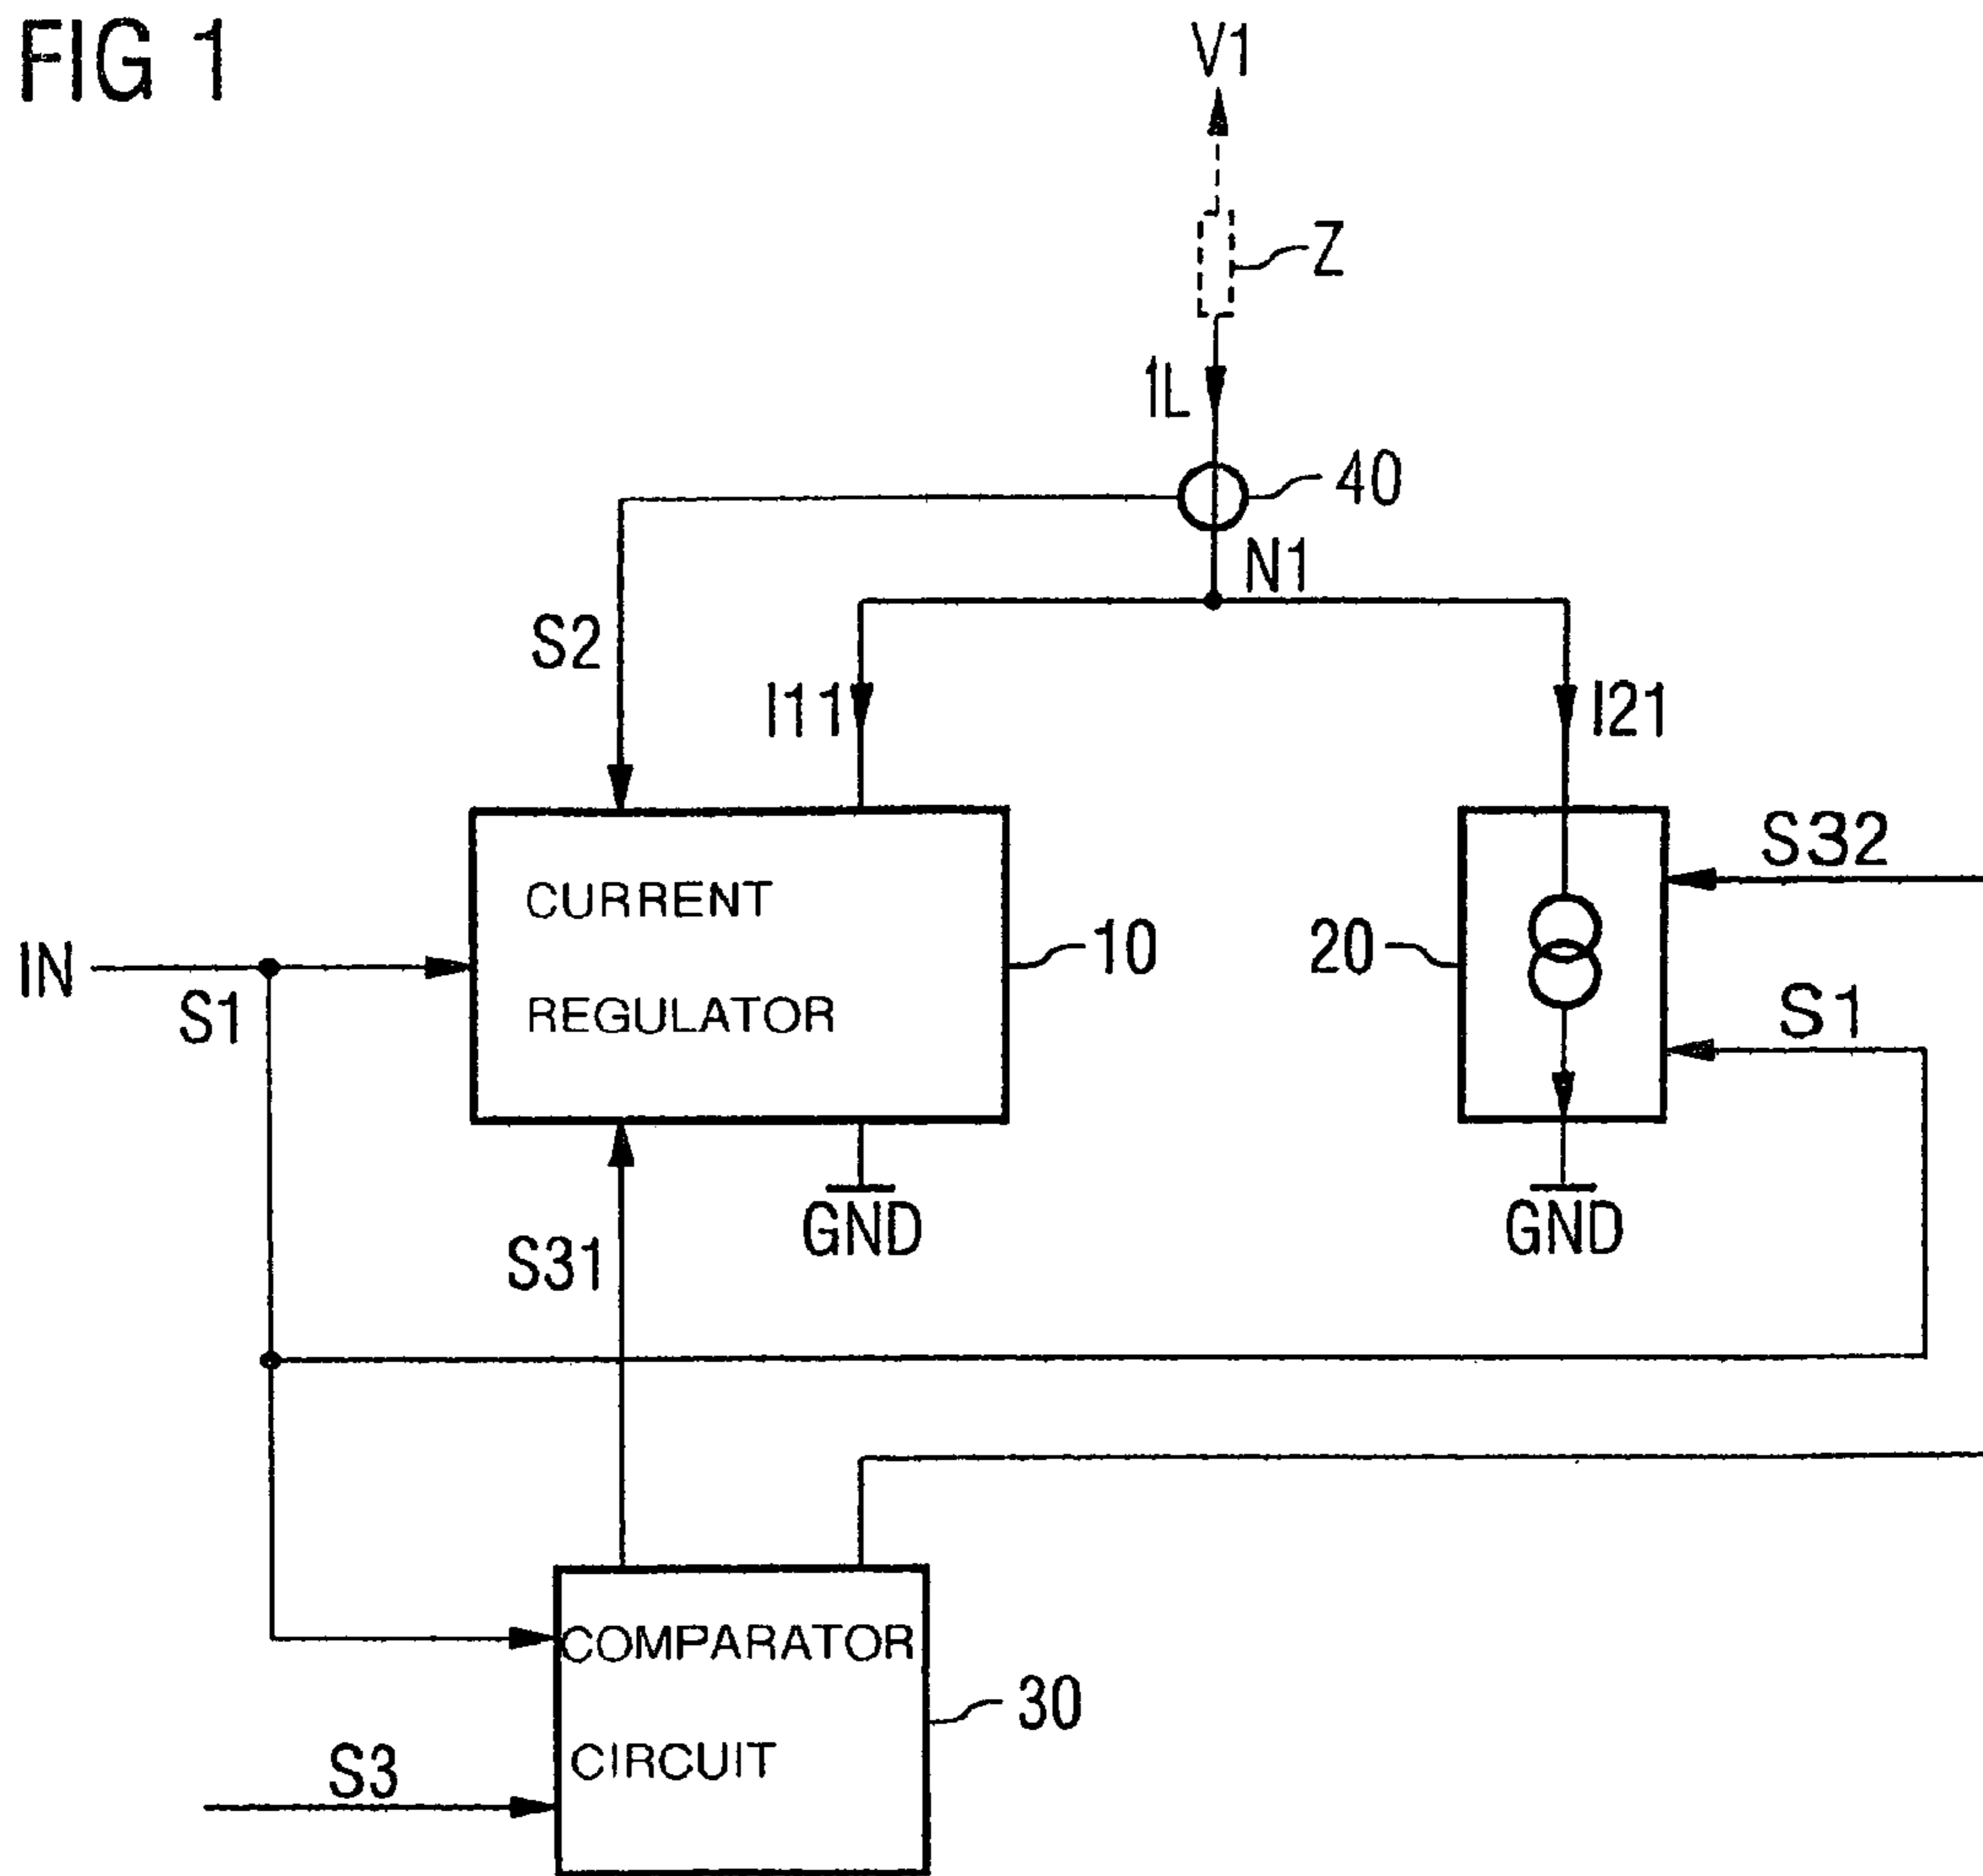 FIG 1
V1
Z
1L
40
N1
S2
I11
I21
S32
CURRENT
REGULATOR
10
20
IN
S1
S1
GND
GND
S31
COMPARATOR
CIRCUIT
30
S3